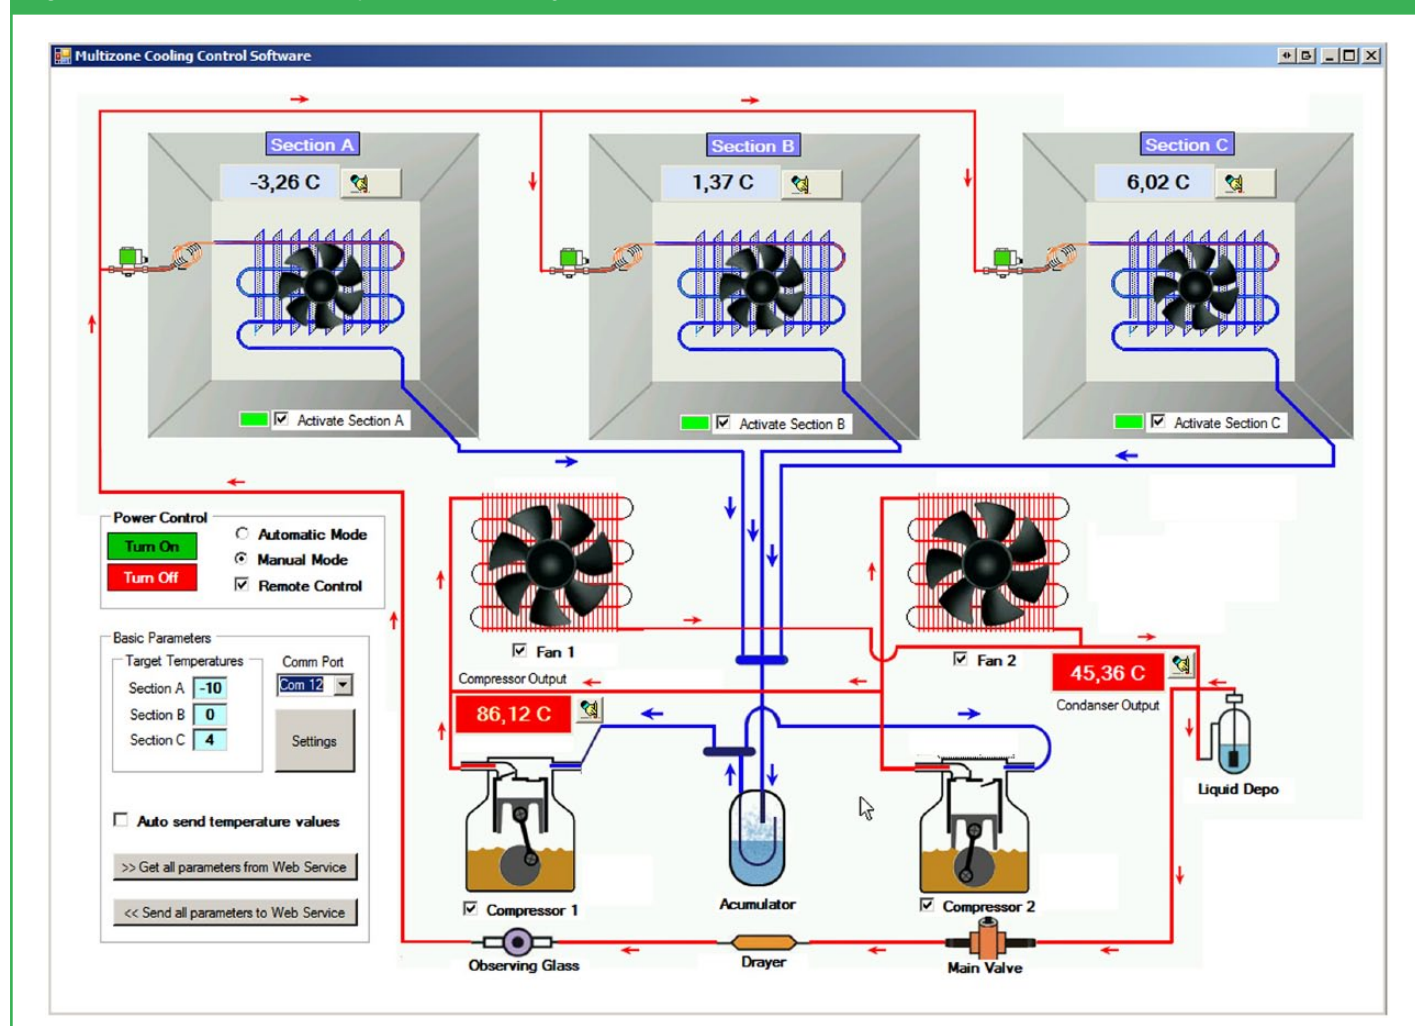 Multizone Cooling Control Software
Section A
-3,26 C
Section B
1,37 C
Section C
6,02 C
Activate Section A
Activate Section B
Activate Section C
Power Control
Turn On
Turn Off
Automatic Mode
Manual Mode
Remote Control
Fan 1
Fan 2
Basic Parameters
Target Temperatures
Section A -10
Section B 0
Section C 4
Comm Port
Com 12
Settings
Compressor Output
86,12 C
45,36 C
Condanser Output
Liquid Depo
Auto send temperature values
>> Get all parameters from Web Service
<< Send all parameters to Web Service
Compressor 1
Acumulator
Compressor 2
Observing Glass
Drayer
Main Valve